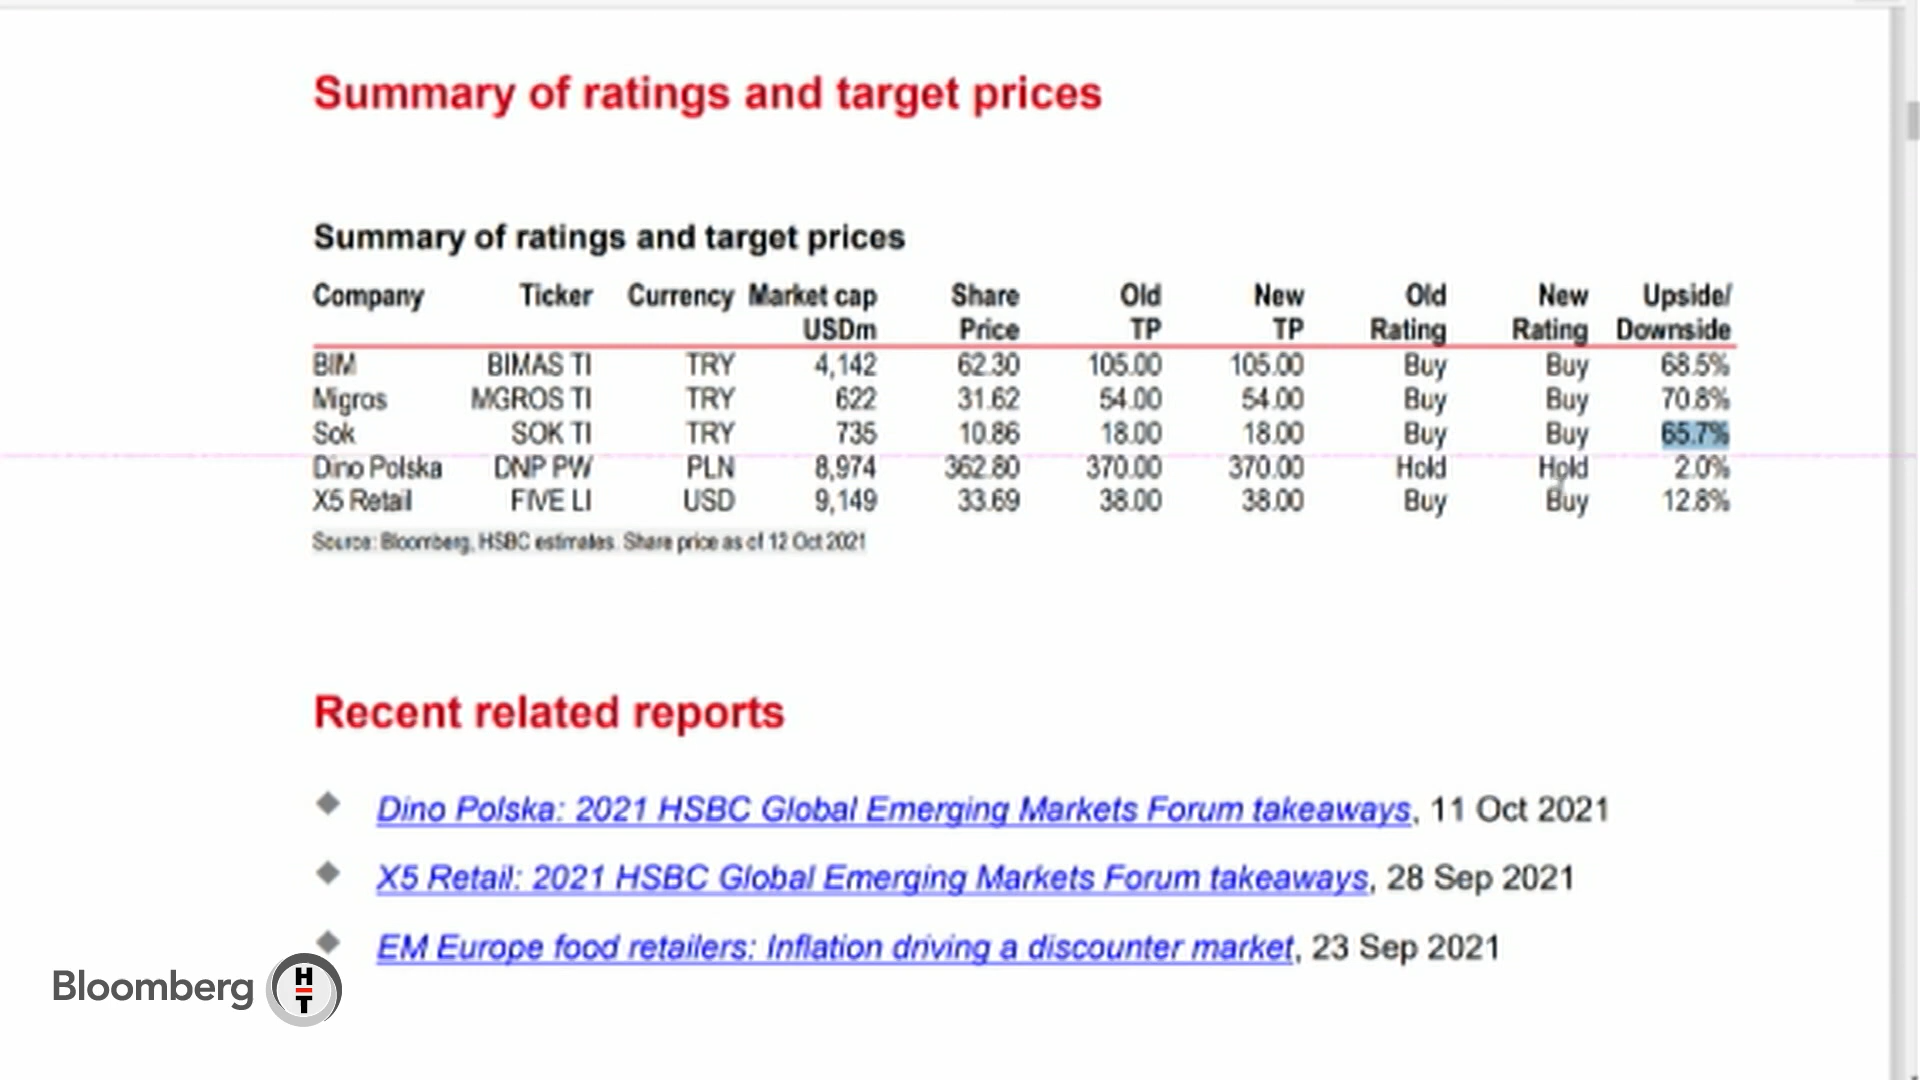 Summary of ratings and target prices
Summary of ratings and target prices
Company Ticker Currency Market cap USDm Share Price Old TP New TP Old Rating New Rating Upside/ Downside
BIM BIMAS TI TRY 4,142 62.30 105.00 105.00 Buy Buy 68.5%
Migros MGROS TI TRY 622 31.62 54.00 54.00 Buy Buy 70.8%
Sok SOK TI TRY 735 10.86 18.00 18.00 Buy Buy 65.7%
Dino Polska DNP PW PLN 8,974 362.80 370.00 370.00 Hold Hold 2.0%
X5 Retail FIVE LI USD 9,149 33.69 38.00 38.00 Buy Buy 12.8%
Source: Bloomberg, HSBC estimates. Share price as of 12 Oct 2021
Recent related reports
Dino Polska: 2021 HSBC Global Emerging Markets Forum takeaways, 11 Oct 2021
X5 Retail: 2021 HSBC Global Emerging Markets Forum takeaways, 28 Sep 2021
EM Europe food retailers: Inflation driving a discounter market, 23 Sep 2021
Bloomberg HT